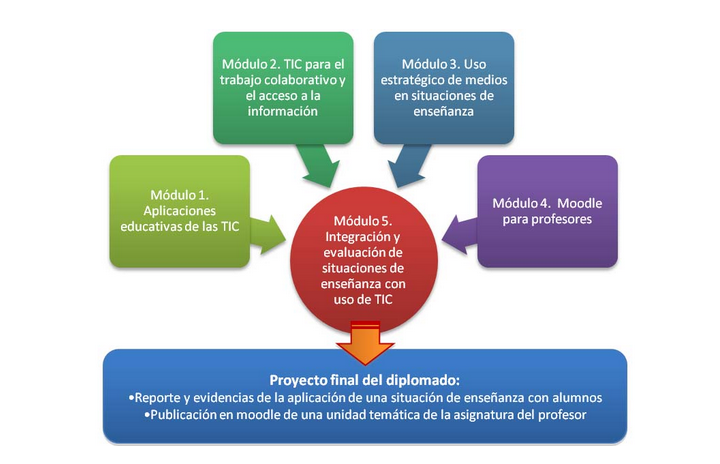 Módulo 2. TIC para el
trabajo colaborativo y
el acceso a la
información
Módulo 3. Uso
estratégico de medios
en situaciones de
enseñanza
Módulo 1.
Aplicaciones
educativas de las TIC
Módulo 4.  Moodle
para profesores
Módulo 5.
Integración y
evaluación de
situaciones de
enseñanza con
uso de TIC
Proyecto final del diplomado:
•Reporte y evidencias de la aplicación de una situación de enseñanza con alumnos
•Publicación en moodle de una unidad temática de la asignatura del profesor